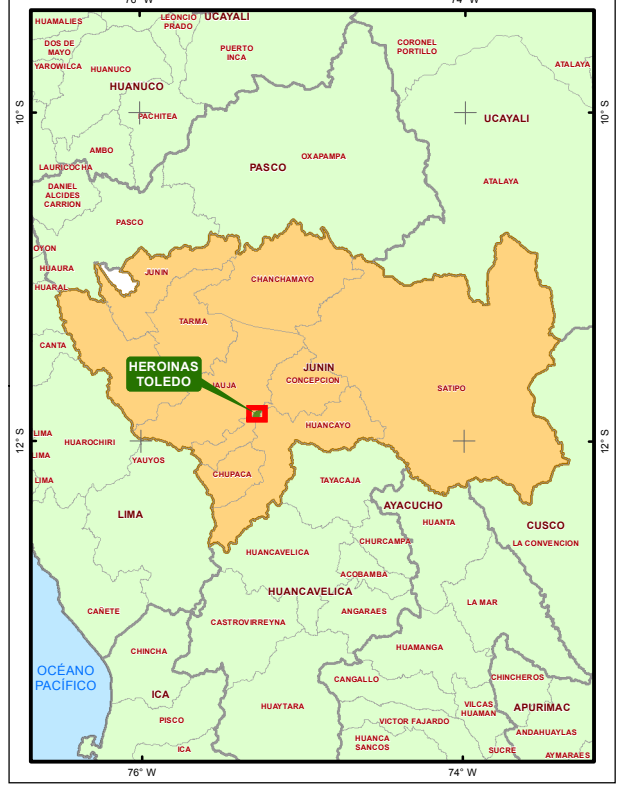 76° W
74° W
HUAMALIES
LEONCIO
PRADO
UCAYALI
DOS DE
MAYO
PUERTO
INCA
CORONEL
PORTILLO
YAROWILCA
HUANUCO
ATALAYA
HUANUCO
10° S
10° S
PACHITEA
UCAYALI
AMBO
LAURICOCHA
PASCO
OXAPAMPA
DANIEL
ALCIDES
CARRION
ATALAYA
PASCO
OYON
HUAURA
JUNIN
CHANCHAMAYO
HUARAL
TARMA
CANTA
HEROINAS
TOLEDO
JUNIN
CONCEPCION
JAUJA
SATIPO
HUANCAYO
LIMA
HUAROCHIRI
12° S
12° S
LIMA
YAUYOS
LIMA
CHUPACA
TAYACAJA
AYACUCHO
LIMA
HUANTA
CUSCO
CHURCAMPA
LA CONVENCION
HUANCAVELICA
ACOBAMBA
HUANCAVELICA
LA MAR
CAÑETE
ANGARAES
CASTROVIRREYNA
HUAMANGA
CHINCHA
OCÉANO
PACÍFICO
CANGALLO
CHINCHEROS
ICA
HUAYTARA
VILCAS
HUAMAN
APURIMAC
PISCO
VICTOR FAJARDO
ANDAHUAYLAS
HUANCA
SANCOS
ICA
SUCRE
AYMARAES
76° W
74° W